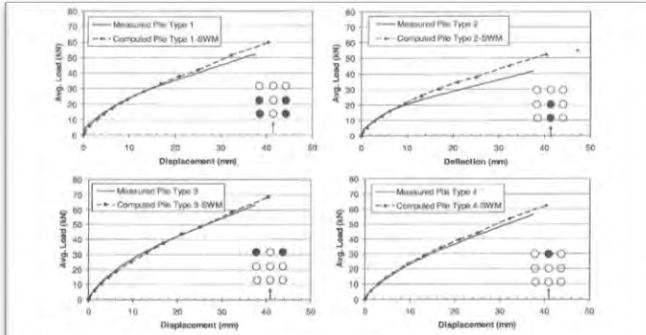 Measured Pile Type 1
Computed Pile Type 1-SWM
Avg. Load (kN)
80
70
60
50
40
30
20
10
0
0 10 20 30 40 50
Displacement (mm)
Measured Pile Type 2
Computed Pile Type 2-SWM
Avg. Load (kN)
80
70
60
50
40
30
20
10
0
0 10 20 30 40 50
Deflection (mm)
Measured Pile Type 3
Computed Pile Type 3-SWM
Avg. Load (kN)
80
70
60
50
40
30
20
10
0
0 10 20 30 40 50
Displacement (mm)
Measured Pile Type 4
Computed Pile Type 4-SWM
Avg. Load (kN)
80
70
60
50
40
30
20
10
0
0 10 20 30 40 50
Displacement (mm)